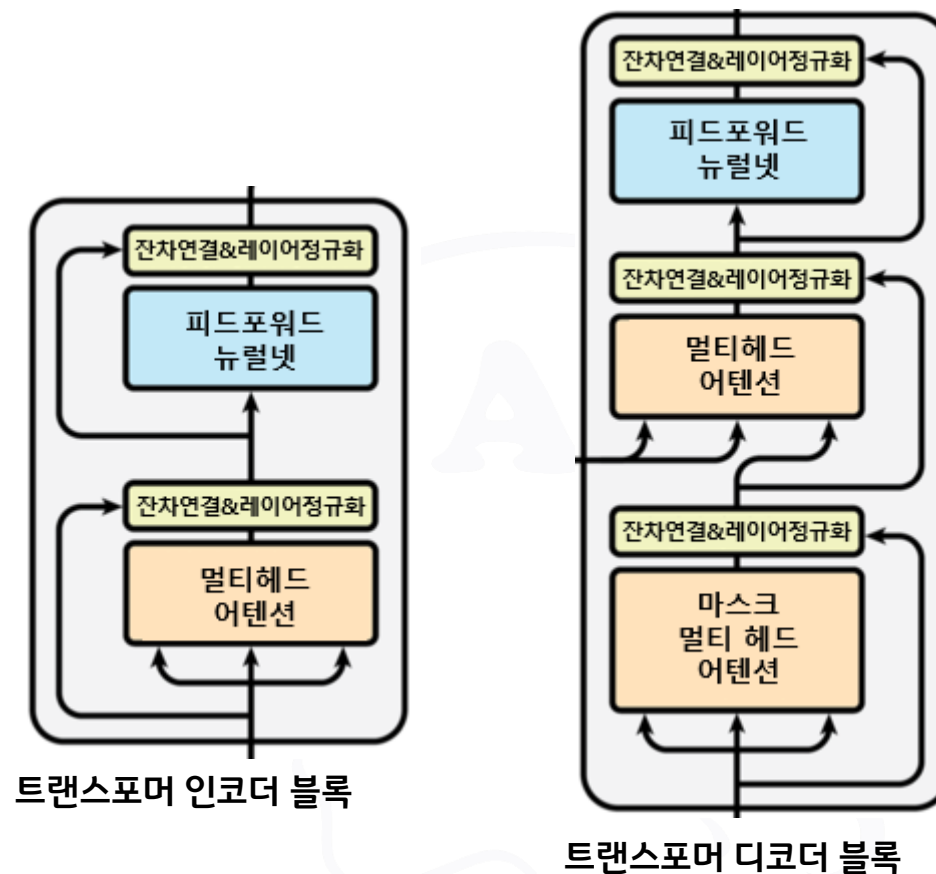 잔차연결&레이어정규화
피드포워드
뉴럴넷
잔차연결&레이어정규화
멀티헤드
어텐션
트랜스포머 인코더 블록
잔차연결&레이어정규화
피드포워드
뉴럴넷
잔차연결&레이어정규화
멀티헤드
어텐션
잔차연결&레이어정규화
마스크
멀티 헤드
어텐션
트랜스포머 디코더 블록